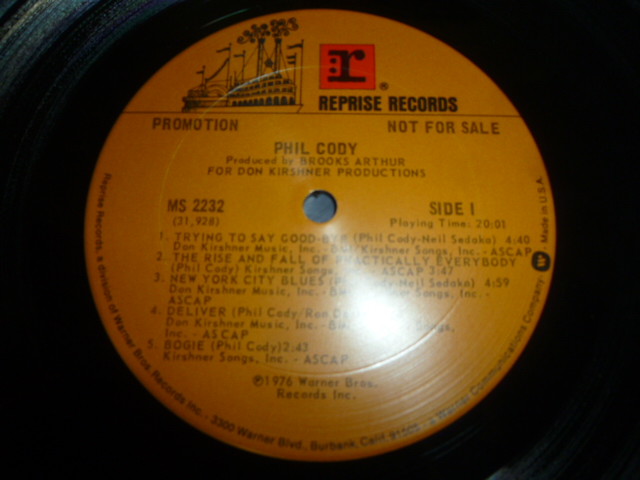 r®
REPRISE RECORDS
PROMOTION NOT FOR SALE
PHIL CODY
Produced by BROOKS ARTHUR
FOR DON KIRSHNER PRODUCTIONS
MS 2232 SIDE 1
(31,928) Playing Time: 20:01
1. TRYING TO SAY GOOD-BYE (Phil Cody-Neil Sedaka) 4:40
Don Kirshner Music, Inc. Songs, Inc. - ASCAP
2. THE RISE AND FALL OF PRACTICALLY EVERYBODY
(Phil Cody) Kirshner Songs, ASCAP 3:47
3. NEW YORK CITY BLUES (Phil Cody-Neil Sedaka) 4:59
Don Kirshner Music, Inc.- Songs, Inc. -
ASCAP
4. DELIVER (Phil Cody
Don Kirshner Music, Inc.- Songs,
Inc. - ASCAP
5. BOGIE (Phil Cody)2:43
Kirshner Songs, Inc. - ASCAP
℗1976 Warner Bros.
Records Inc.
Reprise Records, a division of Warner Bros. Records Inc. - 3300 Warner Blvd., Burbank, Calif. - a Warner Communications Company Made in U.S.A.